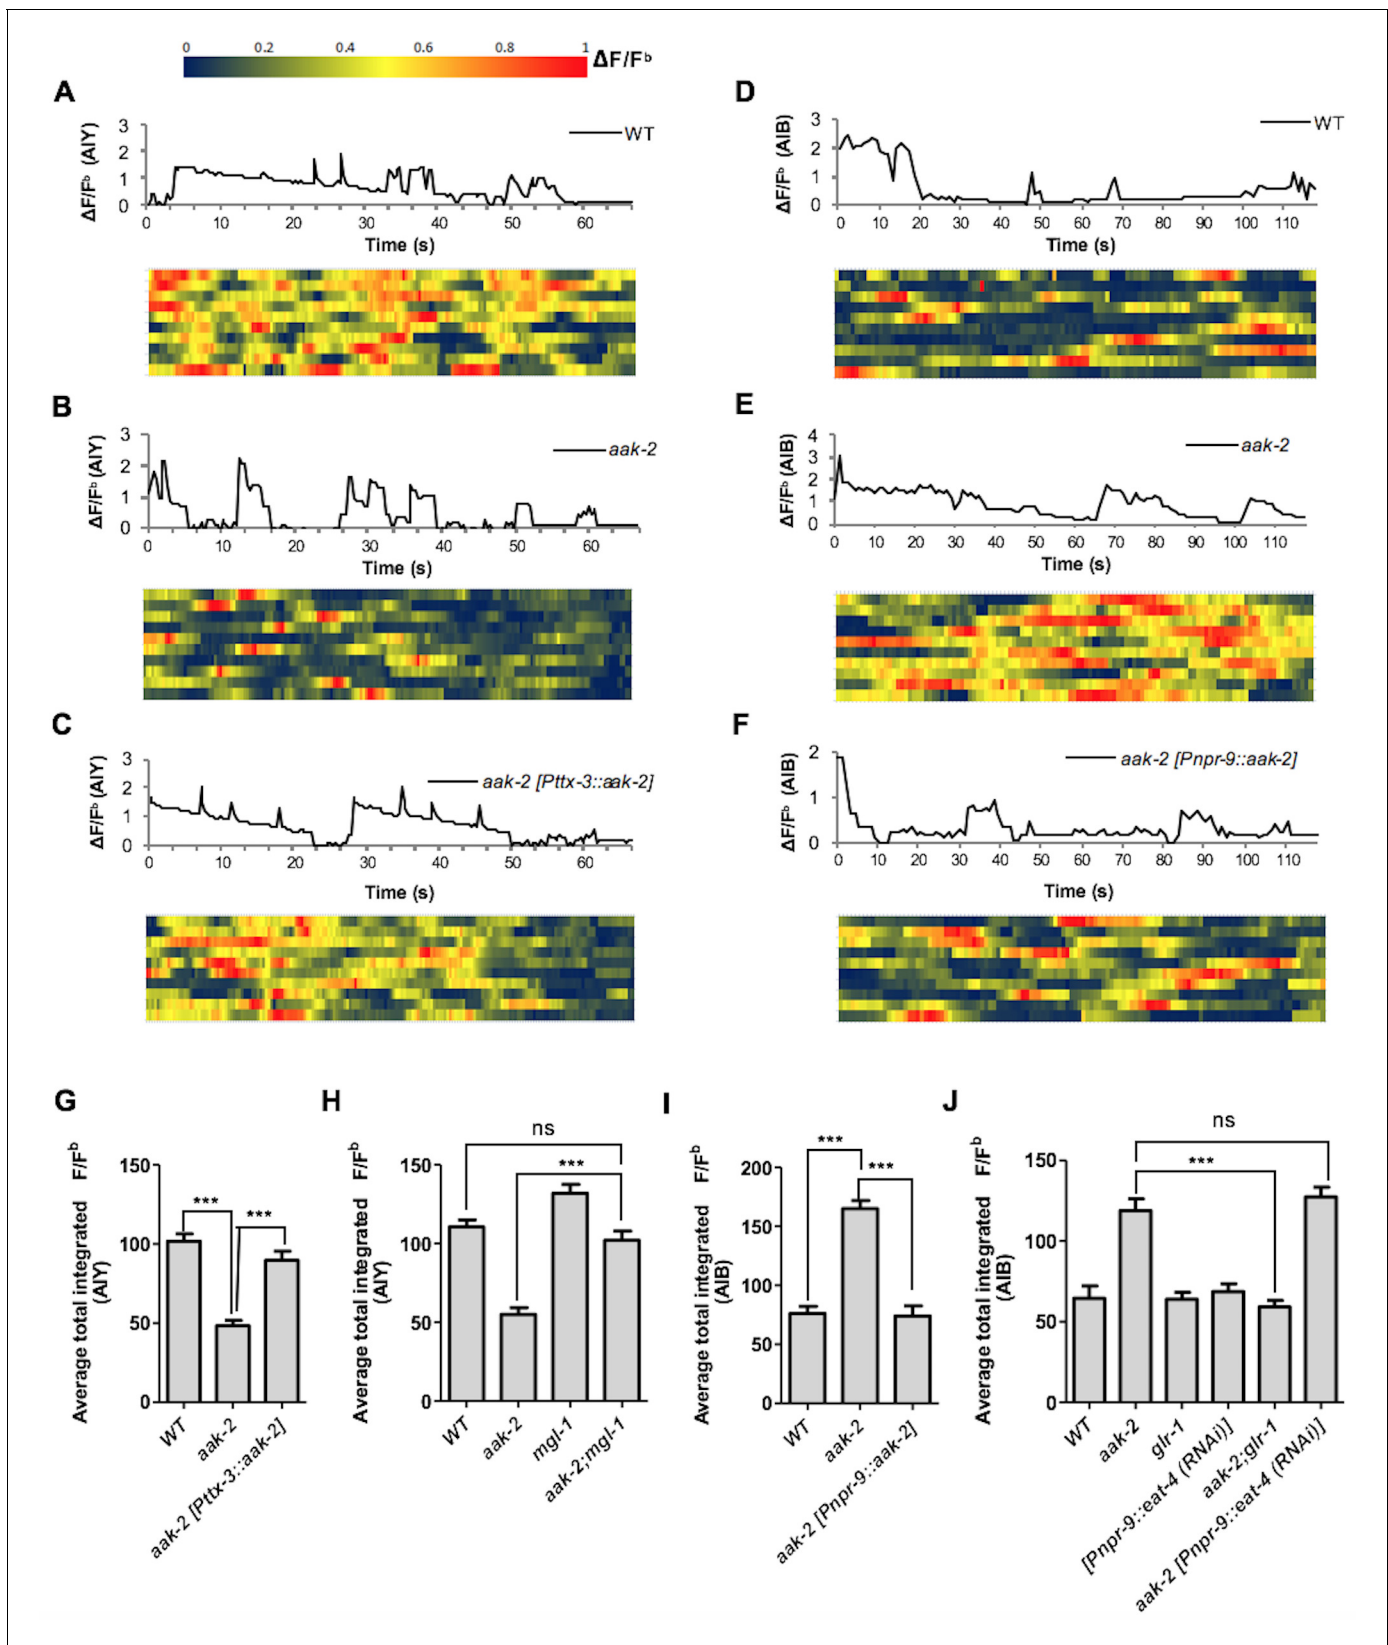 0 0.2 0.4 0.6 0.8 1
ΔF/Fᵇ
A
ΔF/Fᵇ (AIY)
3
2
1
0
WT
0 10 20 30 40 50 60
Time (s)
B
ΔF/Fᵇ (AIY)
3
2
1
0
aak-2
0 10 20 30 40 50 60
Time (s)
C
ΔF/Fᵇ (AIY)
3
2
1
0
aak-2 [Pttx-3::aak-2]
0 10 20 30 40 50 60
Time (s)
D
ΔF/Fᵇ (AIB)
3
2
1
0
WT
0 10 20 30 40 50 60 70 80 90 100 110
Time (s)
E
ΔF/Fᵇ (AIB)
4
3
2
1
0
aak-2
0 10 20 30 40 50 60 70 80 90 100 110
Time (s)
F
ΔF/Fᵇ (AIB)
2
1
0
aak-2 [Pnpr-9::aak-2]
0 10 20 30 40 50 60 70 80 90 100 110
Time (s)
G
Average total integrated F/Fᵇ
(AIY)
150
100
50
0
*** ***
WT
aak-2
aak-2 [Pttx-3::aak-2]
H
Average total integrated F/Fᵇ
(AIY)
150
100
50
0
ns
***
WT
aak-2
mgl-1
aak-2;mgl-1
I
Average total integrated F/Fᵇ
(AIB)
200
150
100
50
0
***
***
WT
aak-2
aak-2 [Pnpr-9::aak-2]
J
Average total integrated F/Fᵇ
(AIB)
150
100
50
0
ns
***
WT
aak-2
glr-1
[Pnpr-9::eat-4 (RNAi)]
aak-2;glr-1
aak-2 [Pnpr-9::eat-4 (RNAi)]